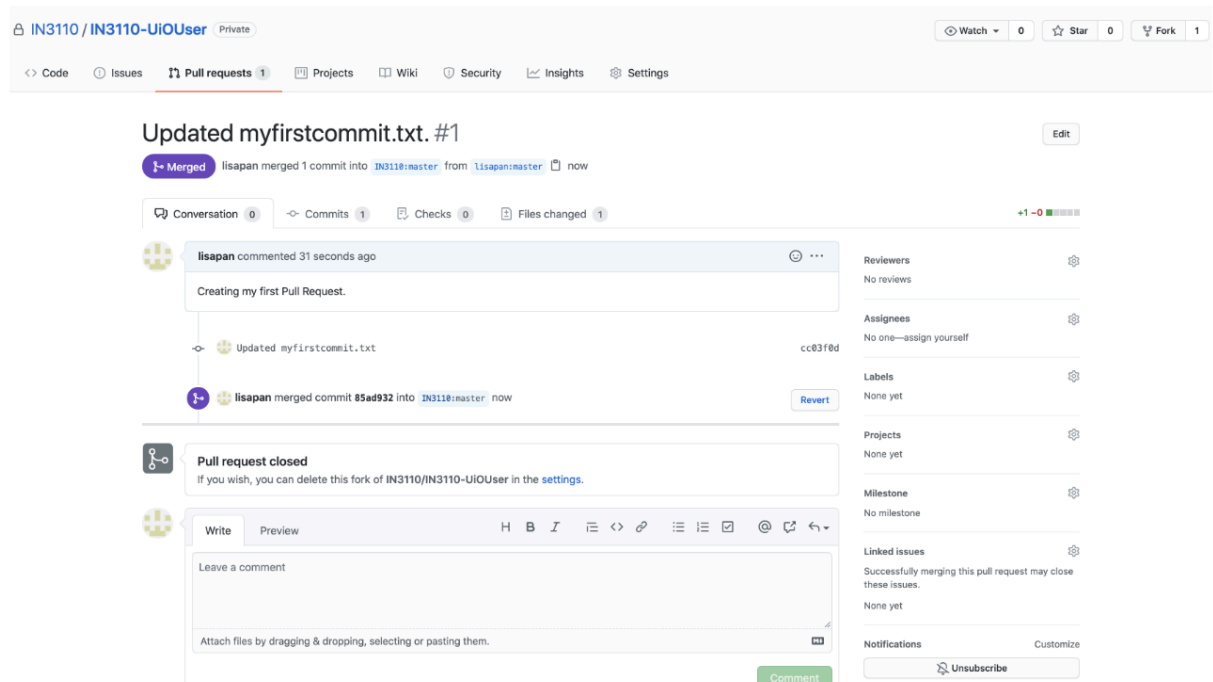 IN3110 / IN3110-UiOUser Private
Watch 0 Star 0 Fork 1
Code Issues Pull requests 1 Projects Wiki Security Insights Settings
Updated myfirstcommit.txt. #1
Edit
Merged lisapan merged 1 commit into IN3110:master from lisapan:master now
Conversation 0 Commits 1 Checks 0 Files changed 1
+1 −0
lisapan commented 31 seconds ago
Creating my first Pull Request.
Updated myfirstcommit.txt cc03f0d
lisapan merged commit 85ad932 into IN3110:master now
Revert
Pull request closed
If you wish, you can delete this fork of IN3110/IN3110-UiOUser in the settings.
Write Preview
Leave a comment
Attach files by dragging & dropping, selecting or pasting them.
Comment
Reviewers
No reviews
Assignees
No one—assign yourself
Labels
None yet
Projects
None yet
Milestone
No milestone
Linked issues
Successfully merging this pull request may close
these issues.
None yet
Notifications Customize
Unsubscribe